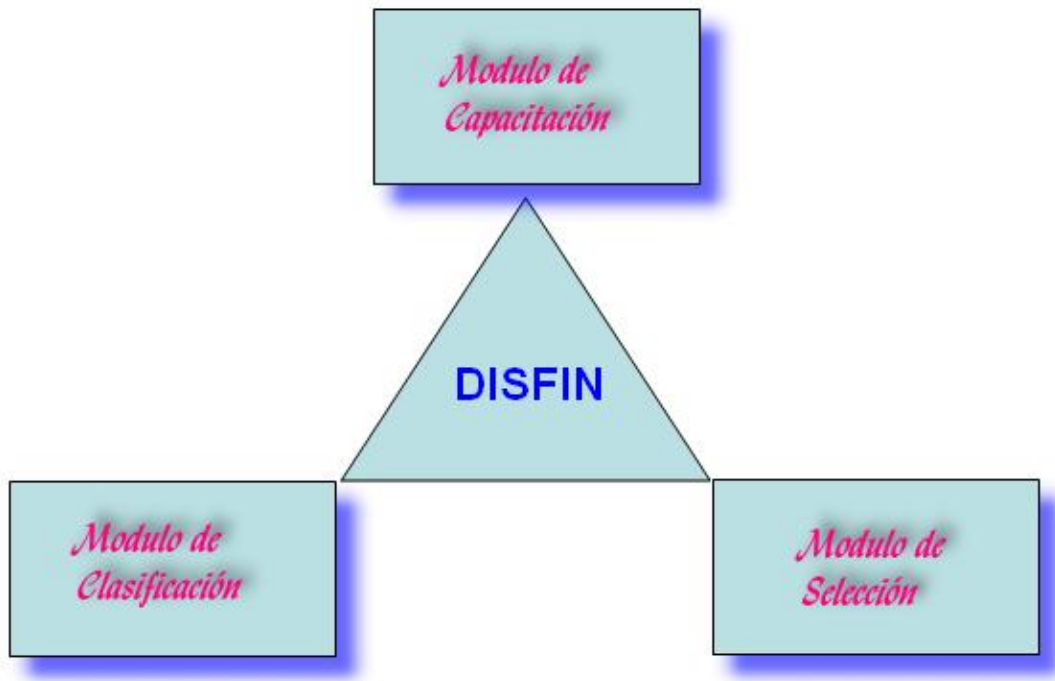 Modulo de
Capacitación
DISFIN
Modulo de
Clasificación
Modulo de
Selección